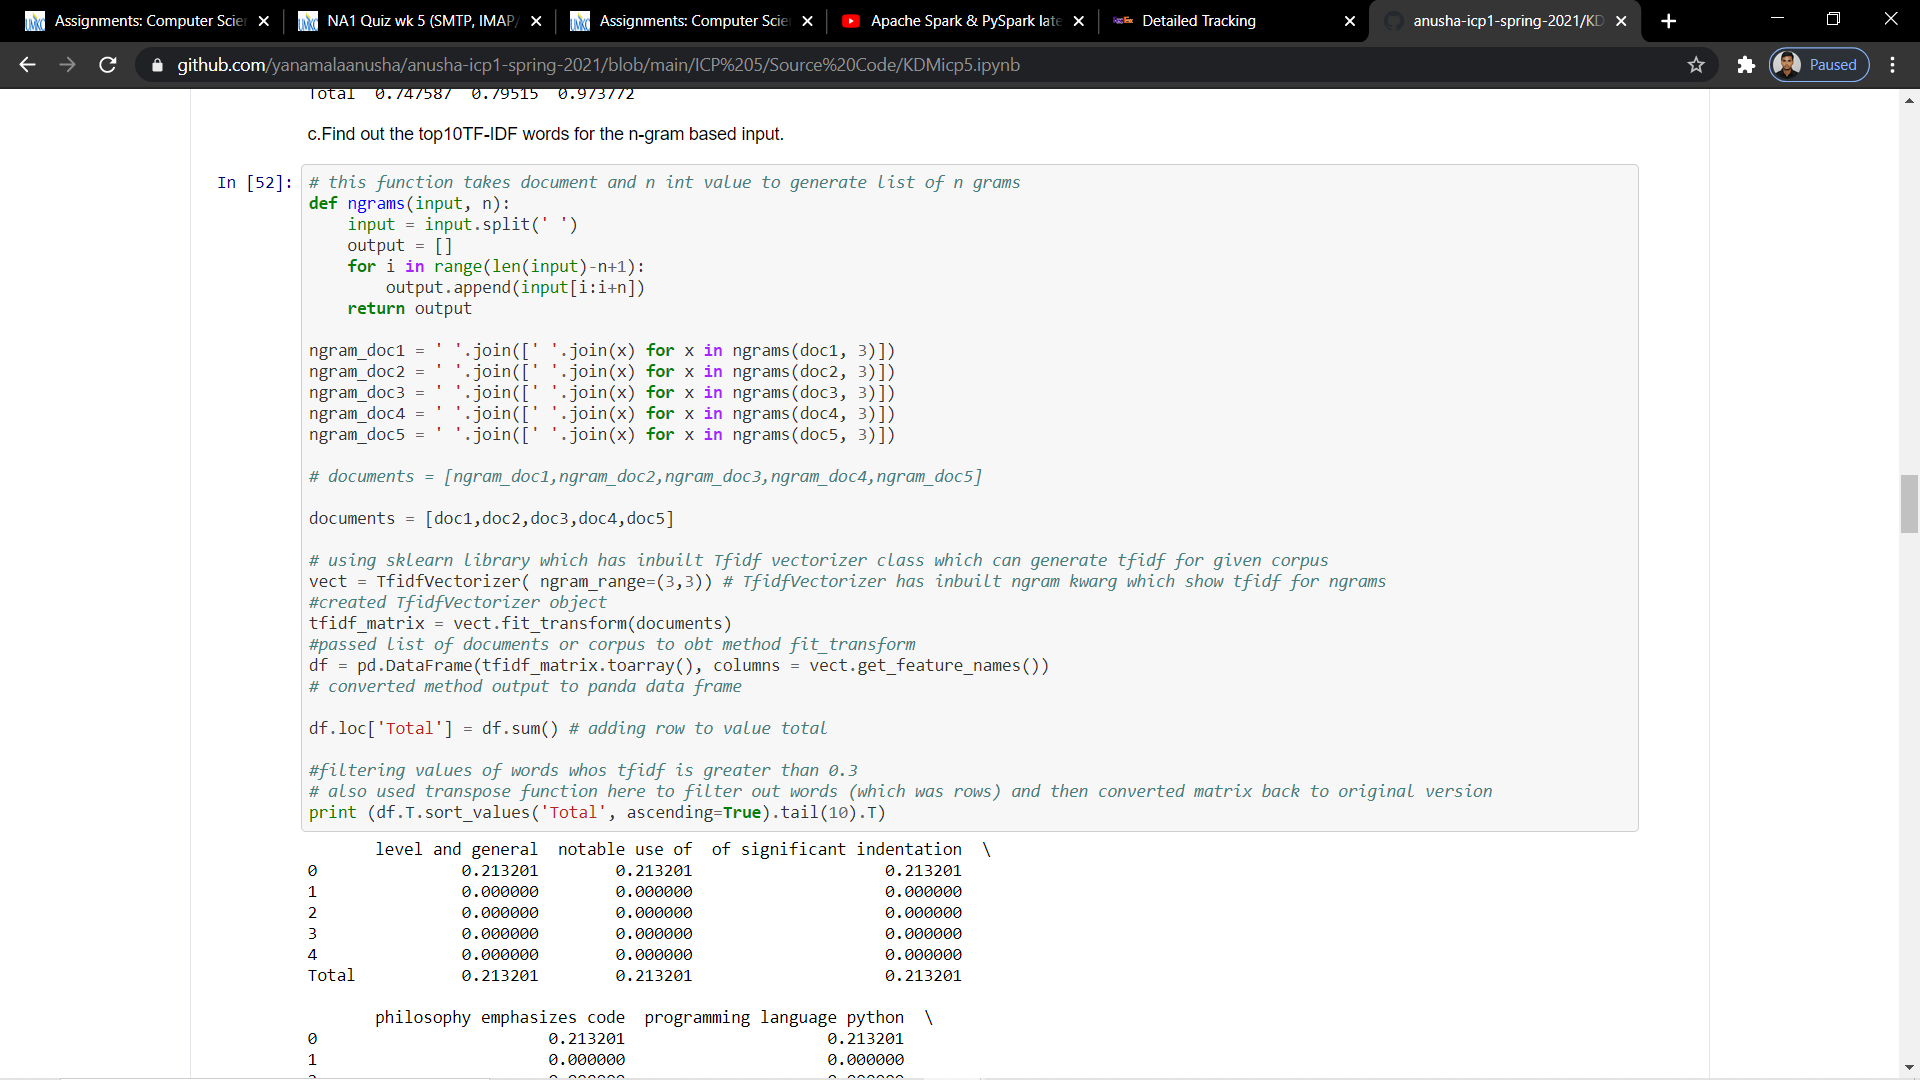 Assignments: Computer Scien
NA1 Quiz wk 5 (SMTP, IMAP,
Assignments: Computer Scie
Apache Spark & PySpark late
Detailed Tracking
anusha-icp1-spring-2021/KD
github.com/yanamalaanusha/anusha-icp1-spring-2021/blob/main/ICP%205/Source%20Code/KDMicp5.ipynb
Paused
Total 0.747587 0.79515 0.973772
c.Find out the top10TF-IDF words for the n-gram based input.
In [52]:
# this function takes document and n int value to generate list of n grams
def ngrams(input, n):
    input = input.split(' ')
    output = []
    for i in range(len(input)-n+1):
        output.append(input[i:i+n])
    return output
ngram_doc1 = ' '.join([' '.join(x) for x in ngrams(doc1, 3)])
ngram_doc2 = ' '.join([' '.join(x) for x in ngrams(doc2, 3)])
ngram_doc3 = ' '.join([' '.join(x) for x in ngrams(doc3, 3)])
ngram_doc4 = ' '.join([' '.join(x) for x in ngrams(doc4, 3)])
ngram_doc5 = ' '.join([' '.join(x) for x in ngrams(doc5, 3)])
# documents = [ngram_doc1,ngram_doc2,ngram_doc3,ngram_doc4,ngram_doc5]
documents = [doc1,doc2,doc3,doc4,doc5]
# using sklearn library which has inbuilt Tfidf vectorizer class which can generate tfidf for given corpus
vect = TfidfVectorizer( ngram_range=(3,3)) # TfidfVectorizer has inbuilt ngram kwarg which show tfidf for ngrams
#created TfidfVectorizer object
tfidf_matrix = vect.fit_transform(documents)
#passed list of documents or corpus to obt method fit_transform
df = pd.DataFrame(tfidf_matrix.toarray(), columns = vect.get_feature_names())
# converted method output to panda data frame
df.loc['Total'] = df.sum() # adding row to value total
#filtering values of words whos tfidf is greater than 0.3
# also used transpose function here to filter out words (which was rows) and then converted matrix back to original version
print (df.T.sort_values('Total', ascending=True).tail(10).T)
level and general notable use of of significant indentation \
0 0.213201 0.213201 0.213201
1 0.000000 0.000000 0.000000
2 0.000000 0.000000 0.000000
3 0.000000 0.000000 0.000000
4 0.000000 0.000000 0.000000
Total 0.213201 0.213201 0.213201
philosophy emphasizes code programming language python \
0 0.213201 0.213201
1 0.000000 0.000000